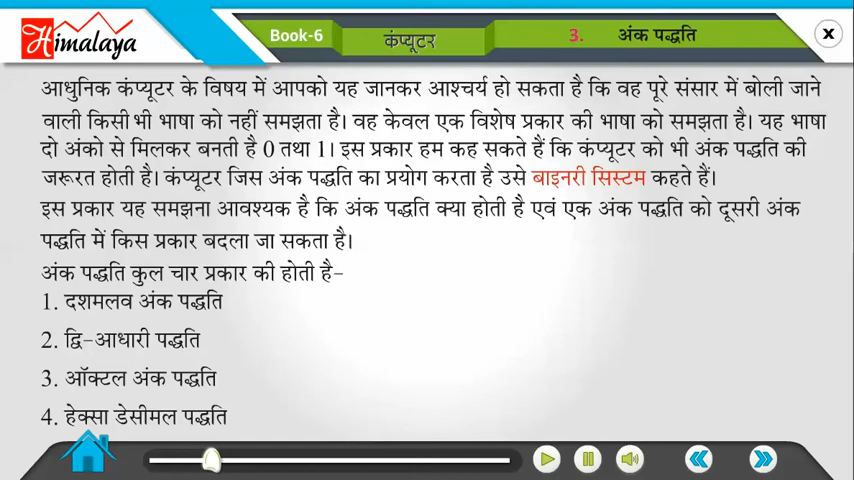 Himalaya
Book-6
कंप्यूटर
3. अंक पद्धति
X
आधुनिक कंप्यूटर के विषय में आपको यह जानकर आश्चर्य हो सकता है कि वह पूरे संसार में बोली जाने
वाली किसी भी भाषा को नहीं समझता है। वह केवल एक विशेष प्रकार की भाषा को समझता है। यह भाषा
दो अंको से मिलकर बनती है 0 तथा 1। इस प्रकार हम कह सकते हैं कि कंप्यूटर को भी अंक पद्धति की
जरूरत होती है। कंप्यूटर जिस अंक पद्धति का प्रयोग करता है उसे बाइनरी सिस्टम कहते हैं।
इस प्रकार यह समझना आवश्यक है कि अंक पद्धति क्या होती है एवं एक अंक पद्धति को दूसरी अंक
पद्धति में किस प्रकार बदला जा सकता है।
अंक पद्धति कुल चार प्रकार की होती है-
1. दशमलव अंक पद्धति
2. द्वि-आधारी पद्धति
3. ऑक्टल अंक पद्धति
4. हेक्सा डेसीमल पद्धति